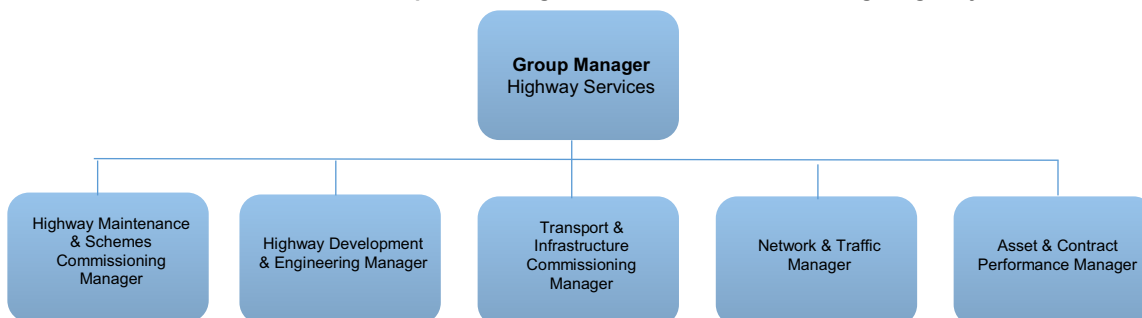 Group Manager
Highway Services
Highway Maintenance
& Schemes
Commissioning
Manager
Highway Development
& Engineering Manager
Transport &
Infrastructure
Commissioning
Manager
Network & Traffic
Manager
Asset & Contract
Performance Manager